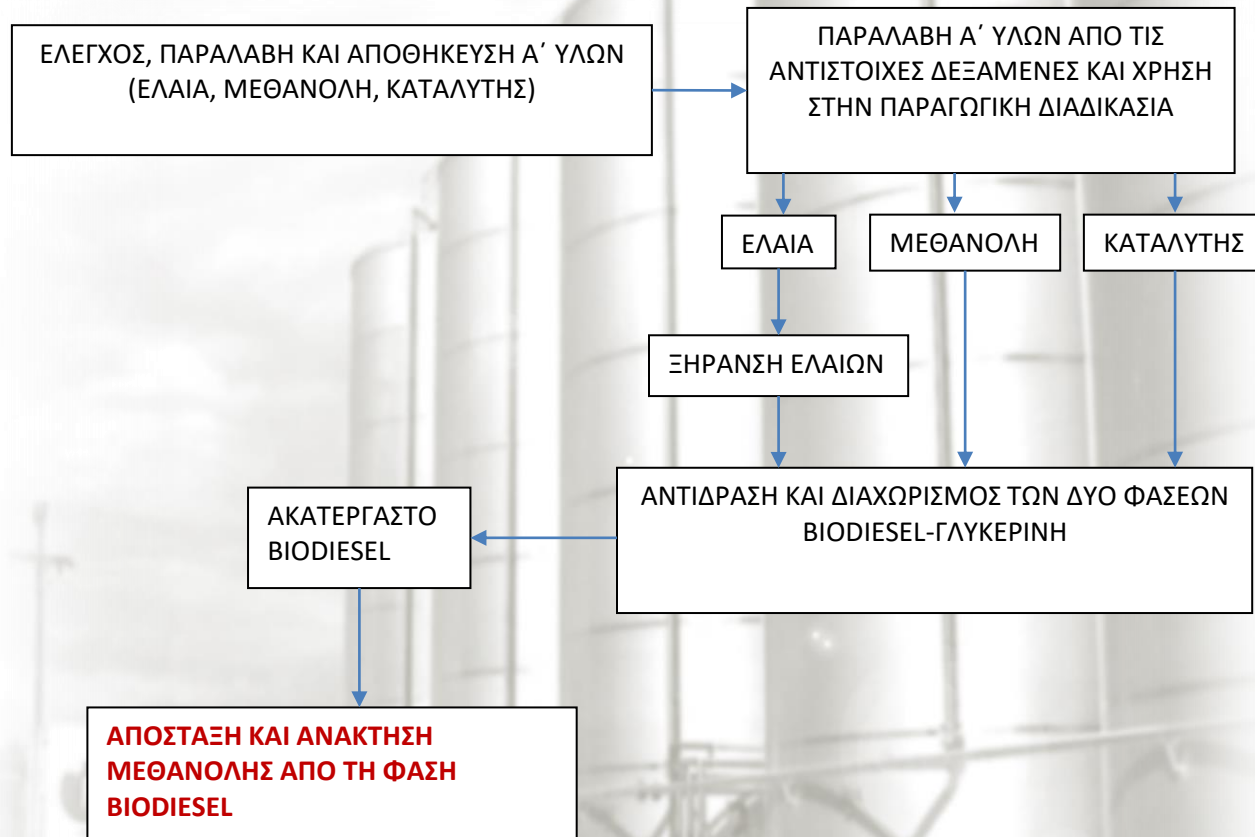 ΕΛΕΓΧΟΣ, ΠΑΡΑΛΑΒΗ ΚΑΙ ΑΠΟΘΗΚΕΥΣΗ Α΄ ΥΛΩΝ
(ΕΛΑΙΑ, ΜΕΘΑΝΟΛΗ, ΚΑΤΑΛΥΤΗΣ)
ΠΑΡΑΛΑΒΗ Α΄ ΥΛΩΝ ΑΠΟ ΤΙΣ
ΑΝΤΙΣΤΟΙΧΕΣ ΔΕΞΑΜΕΝΕΣ ΚΑΙ ΧΡΗΣΗ
ΣΤΗΝ ΠΑΡΑΓΩΓΙΚΗ ΔΙΑΔΙΚΑΣΙΑ
ΕΛΑΙΑ
ΜΕΘΑΝΟΛΗ
ΚΑΤΑΛΥΤΗΣ
ΞΗΡΑΝΣΗ ΕΛΑΙΩΝ
ΑΝΤΙΔΡΑΣΗ ΚΑΙ ΔΙΑΧΩΡΙΣΜΟΣ ΤΩΝ ΔΥΟ ΦΑΣΕΩΝ
BIODIESEL-ΓΛΥΚΕΡΙΝΗ
ΑΚΑΤΕΡΓΑΣΤΟ
BIODIESEL
ΑΠΟΣΤΑΞΗ ΚΑΙ ΑΝΑΚΤΗΣΗ
ΜΕΘΑΝΟΛΗΣ ΑΠΟ ΤΗ ΦΑΣΗ
BIODIESEL